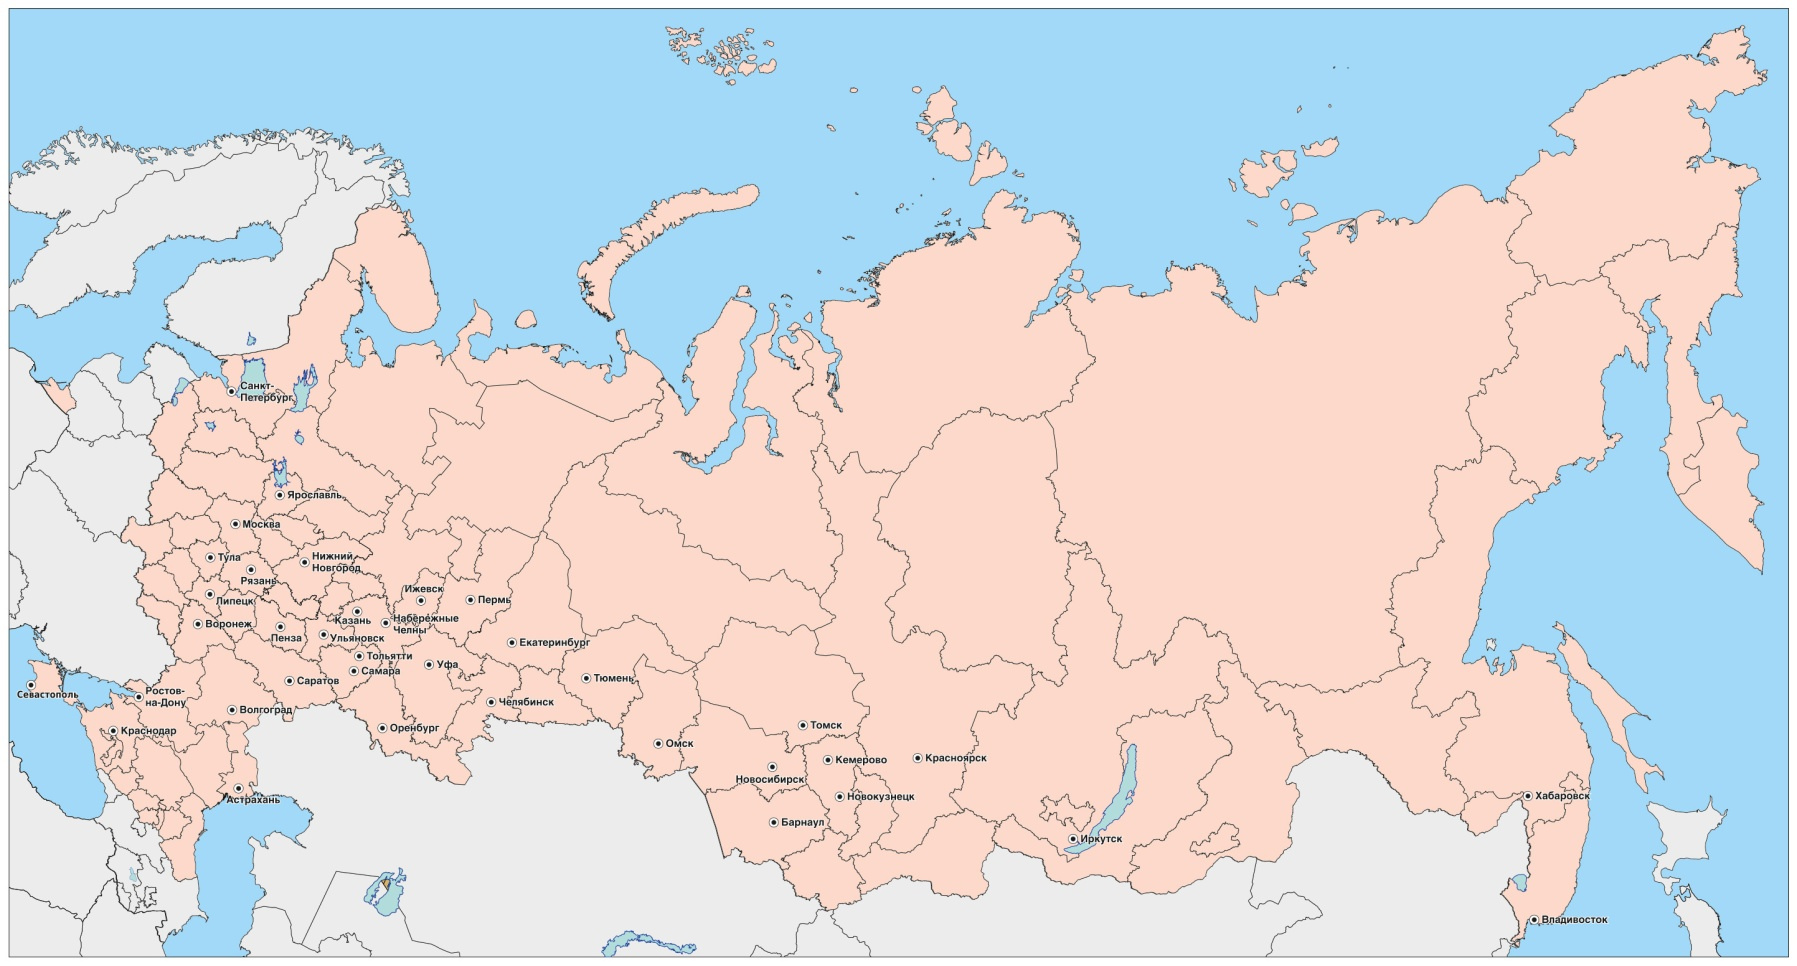 Санкт-
Петербург
Ярославль
Москва
Нижний
Новгород
Тула
Рязань
Ижевск
Пермь
Липецк
Казань
Набережные
Челны
Воронеж
Пенза
Ульяновск
Екатеринбург
Тольятти
Уфа
Самара
Тюмень
Саратов
Севастополь
Ростов-
на-Дону
Челябинск
Волгоград
Томск
Краснодар
Оренбург
Омск
Кемерово
Красноярск
Новосибирск
Астрахань
Новокузнецк
Хабаровск
Барнаул
Иркутск
Владивосток